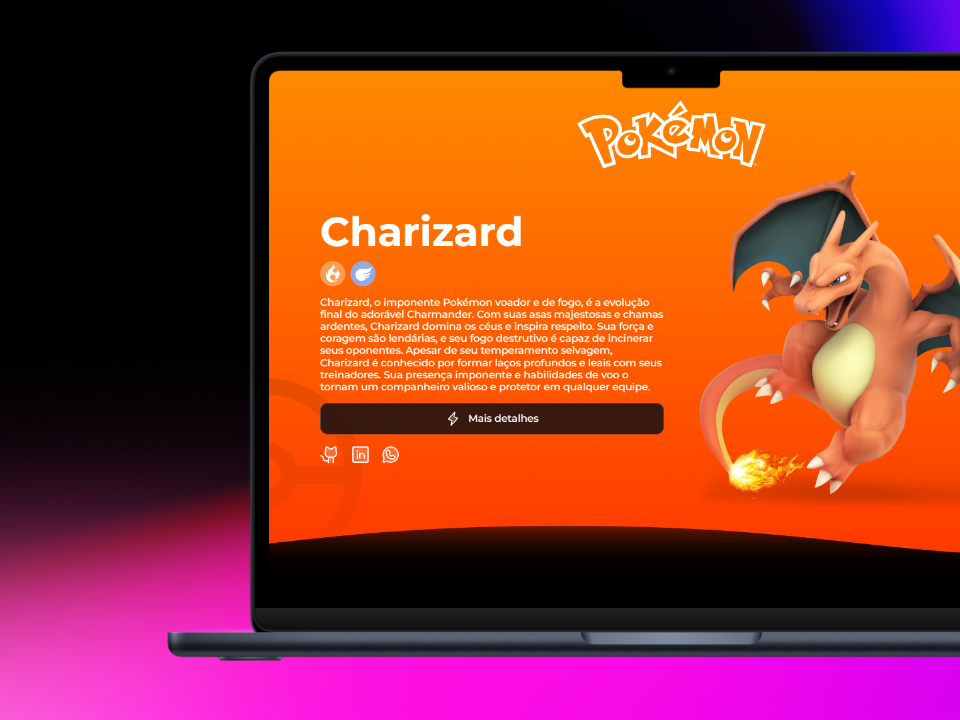 POKéMON
Charizard
Charizard, o imponente Pokémon voador e de fogo, é a evolução
final do adorável Charmander. Com suas asas majestosas e chamas
ardentes, Charizard domina os céus e inspira respeito. Sua força e
coragem são lendárias, e seu fogo destrutivo é capaz de incinerar
seus oponentes. Apesar de seu temperamento selvagem,
Charizard é conhecido por formar laços profundos e leais com seus
treinadores. Sua presença imponente e habilidades de voo o
tornam um companheiro valioso e protetor em qualquer equipe.
Mais detalhes
in